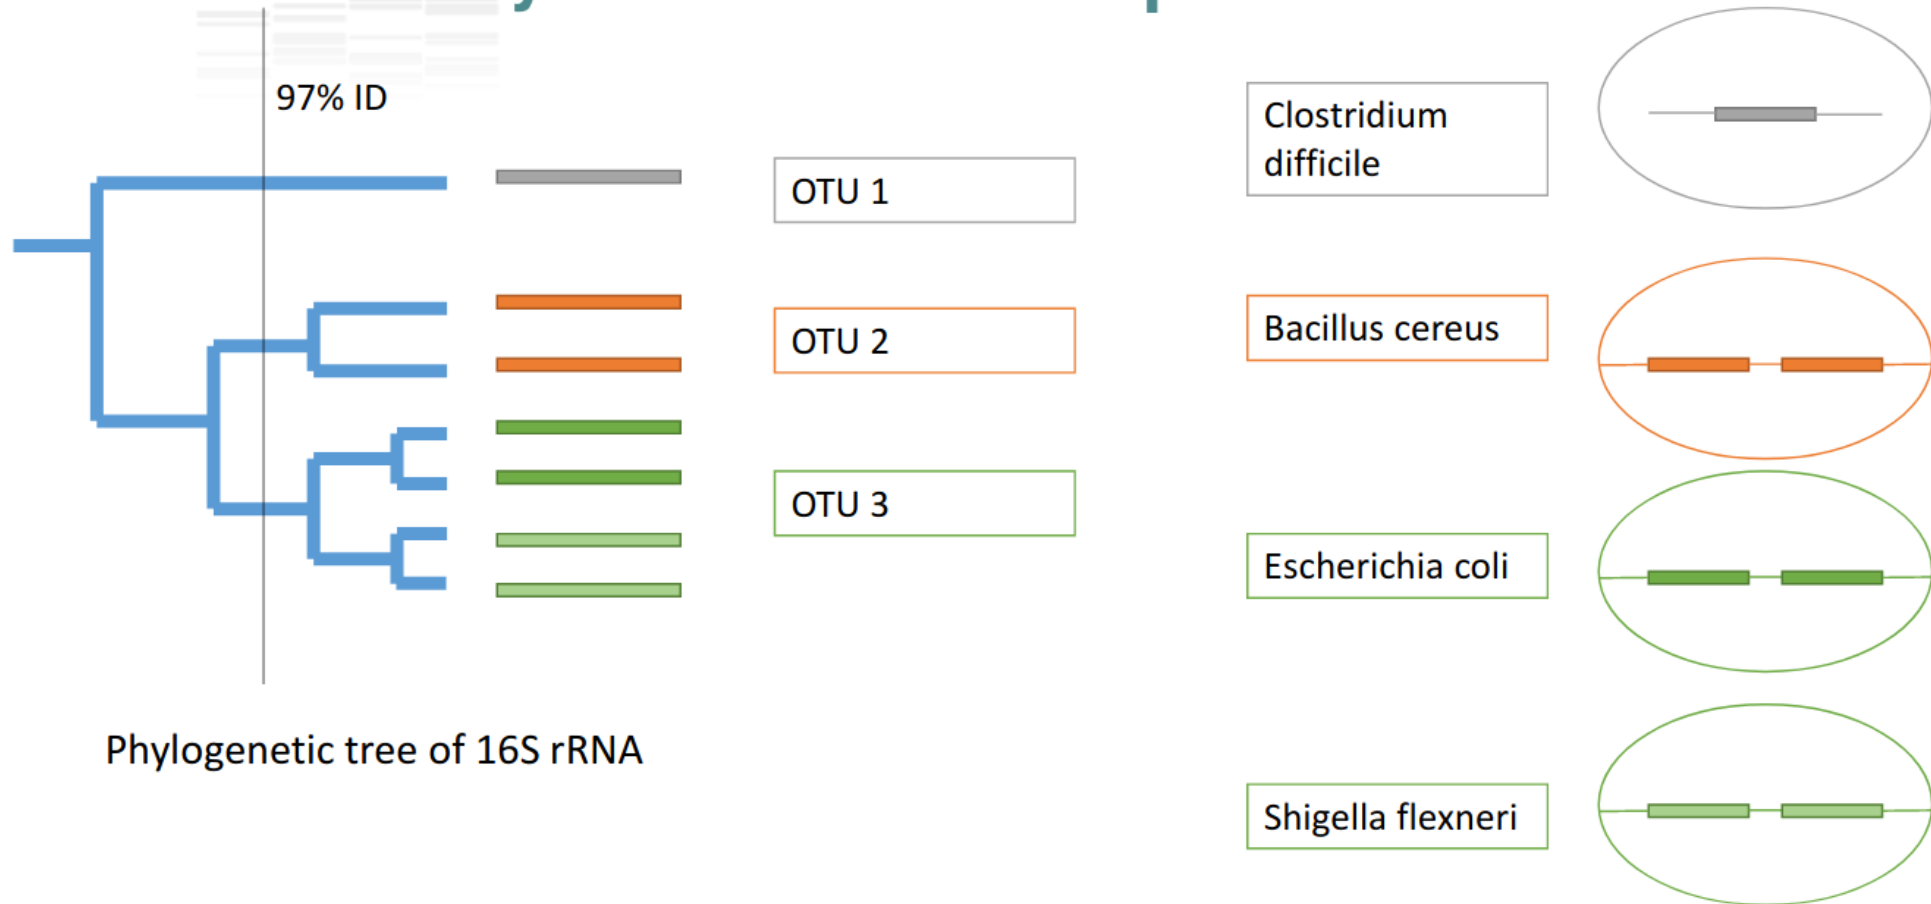 97% ID
OTU 1
OTU 2
OTU 3
Clostridium
difficile
Bacillus cereus
Escherichia coli
Shigella flexneri
Phylogenetic tree of 16S rRNA